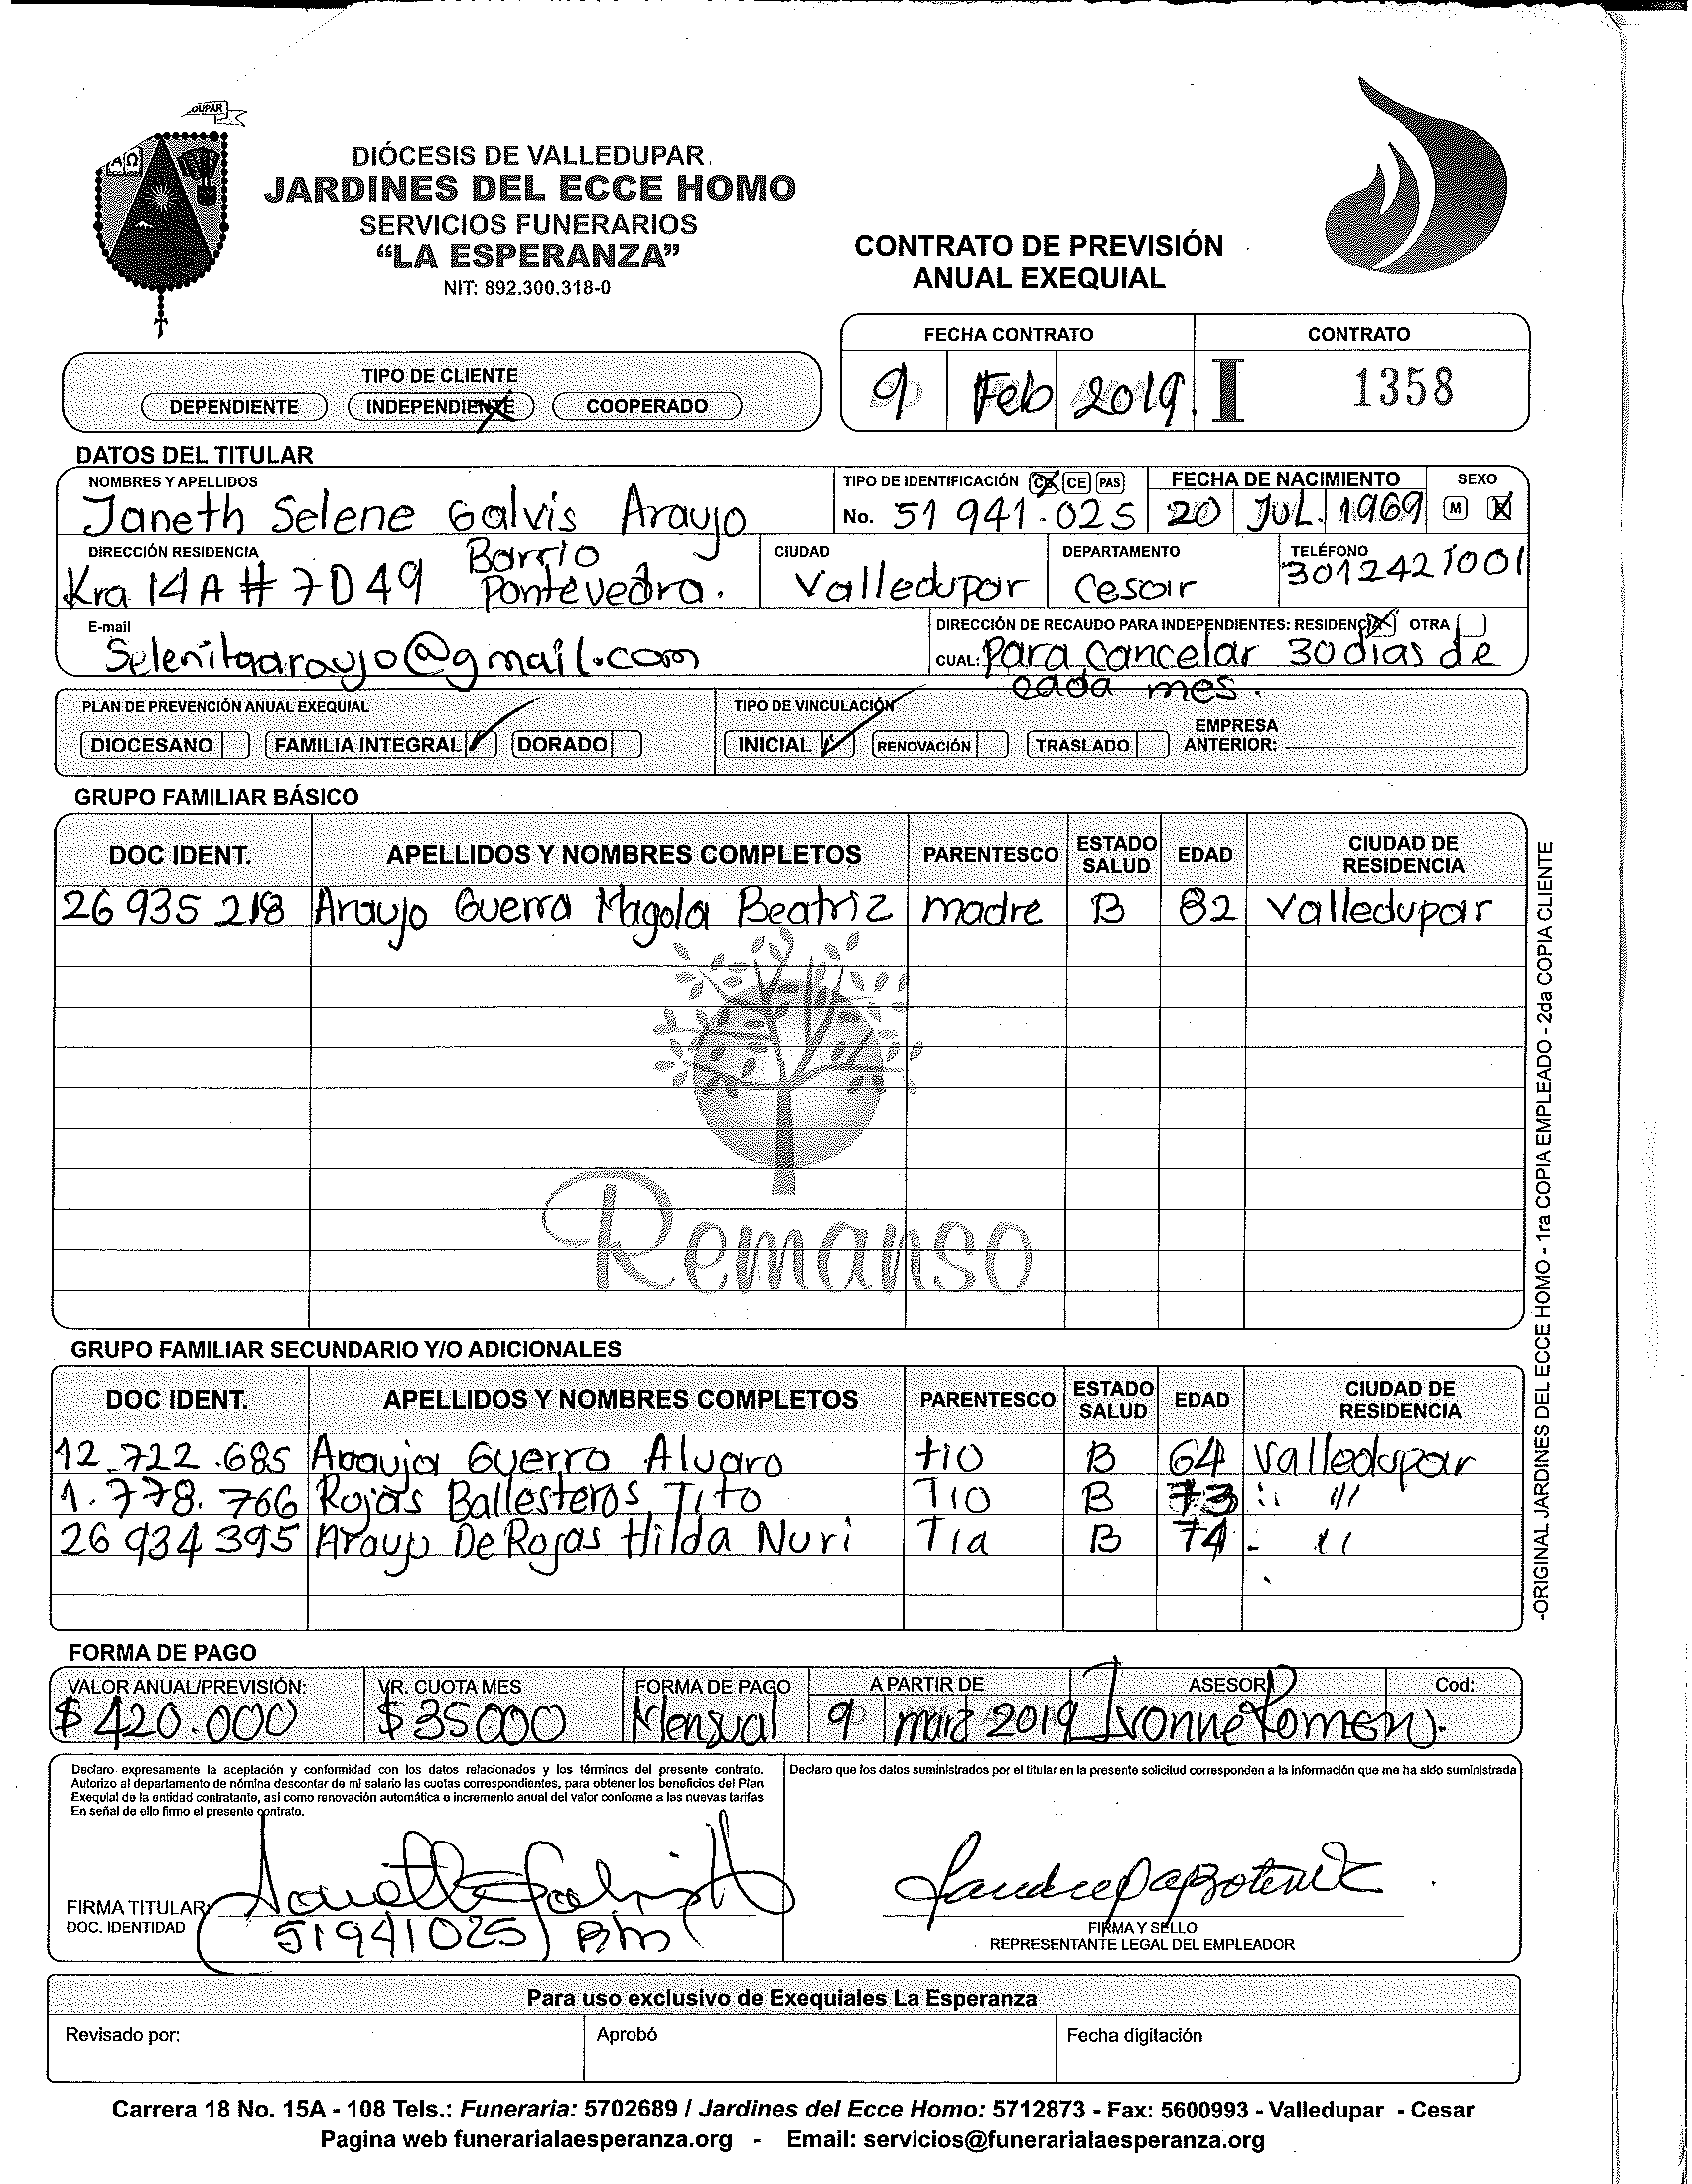 DUPAR
A Ω
DIÓCESIS DE VALLEDUPAR
JARDINES DEL ECCE HOMO
SERVICIOS FUNERARIOS
“LA ESPERANZA”
NIT: 892.300.318-0
CONTRATO DE PREVISIÓN
ANUAL EXEQUIAL
FECHA CONTRATO CONTRATO
9 Feb 2019 I 1358
TIPO DE CLIENTE
DEPENDIENTE INDEPENDIENTE COOPERADO
DATOS DEL TITULAR
NOMBRES Y APELLIDOS TIPO DE IDENTIFICACIÓN CC CE PAS FECHA DE NACIMIENTO SEXO
Janeth Selene Galvis Araujo No. 51 941.025 20 JUL. 1969 M X
DIRECCIÓN RESIDENCIA CIUDAD DEPARTAMENTO TELÉFONO
Kra 14A # 7D49 Barrio Pontevedra. Valledupar Cesar 3012421001
E-mail DIRECCIÓN DE RECAUDO PARA INDEPENDIENTES: RESIDENCIA X OTRA
Selenitaaraujo@gmail.com CUAL: Para cancelar 30 dias de
cada mes.
PLAN DE PREVENCIÓN ANUAL EXEQUIAL TIPO DE VINCULACIÓN
DIOCESANO FAMILIA INTEGRAL DORADO INICIAL RENOVACIÓN TRASLADO EMPRESA ANTERIOR:
GRUPO FAMILIAR BÁSICO
DOC IDENT. APELLIDOS Y NOMBRES COMPLETOS PARENTESCO ESTADO SALUD EDAD CIUDAD DE RESIDENCIA
26 935 218 Araujo Guerra Magola Beatriz madre B 82 Valledupar
Remanso
GRUPO FAMILIAR SECUNDARIO Y/O ADICIONALES
DOC IDENT. APELLIDOS Y NOMBRES COMPLETOS PARENTESCO ESTADO SALUD EDAD CIUDAD DE RESIDENCIA
12.722.685 Araujo Guerra Alvaro tio B 64 Valledupar
1.778.766 Rojas Ballesteros Tito Tio B 73 "
26 934 395 Araujo De Rojas Hilda Nuri Tia B 74 "
FORMA DE PAGO
VALOR ANUAL/PREVISIÓN: VR. CUOTA MES FORMA DE PAGO A PARTIR DE ASESOR Cod:
$ 420.000 $ 35000 Mensual 9 marz 2019 Ivonne Romero.
Declaro expresamente la aceptación y conformidad con los datos relacionados y los términos del presente contrato.
Autorizo al departamento de nómina descontar de mi salario las cuotas correspondientes, para obtener los beneficios del Plan
Exequial de la entidad contratante, así como renovación automática e incremento anual del valor conforme a las nuevas tarifas
En señal de ello firmo el presente contrato.
Declaro que los datos suministrados por el titular en la presente solicitud corresponden a la información que me ha sido suministrada
FIRMA TITULAR:
DOC. IDENTIDAD 51941025
FIRMA Y SELLO
REPRESENTANTE LEGAL DEL EMPLEADOR
Para uso exclusivo de Exequiales La Esperanza
Revisado por: Aprobó Fecha digitación
Carrera 18 No. 15A - 108 Tels.: Funeraria: 5702689 / Jardines del Ecce Homo: 5712873 - Fax: 5600993 - Valledupar - Cesar
Pagina web funerarialaesperanza.org - Email: servicios@funerarialaesperanza.org
-ORIGINAL JARDINES DEL ECCE HOMO - 1ra COPIA EMPLEADO - 2da COPIA CLIENTE